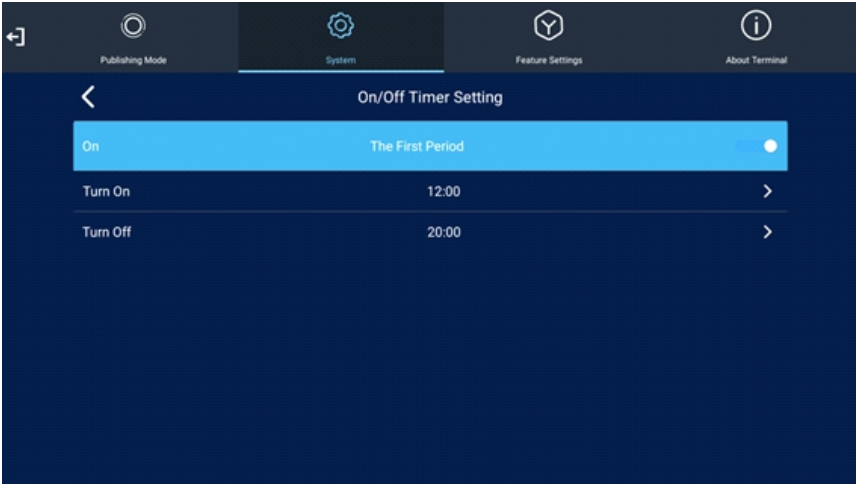 Publishing Mode
System
Feature Settings
About Terminal
On/Off Timer Setting
On The First Period
Turn On 12:00
Turn Off 20:00